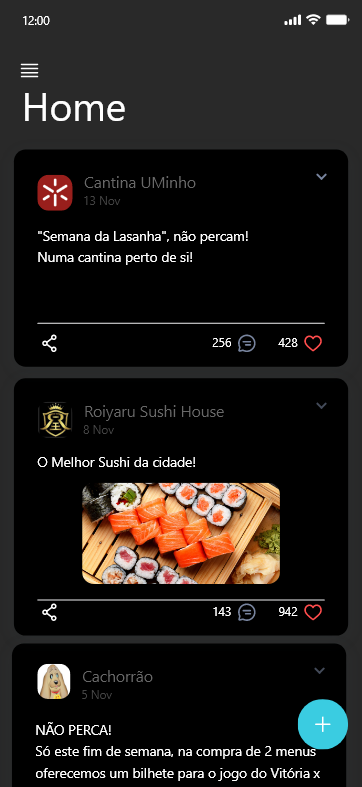 12:00
Home
Cantina UMinho
13 Nov
"Semana da Lasanha", não percam!
Numa cantina perto de si!
256
428
Roiyaru Sushi House
8 Nov
O Melhor Sushi da cidade!
143
942
Cachorrão
5 Nov
NÃO PERCA!
Só este fim de semana, na compra de 2 menus
oferecemos um bilhete para o jogo do Vitória x